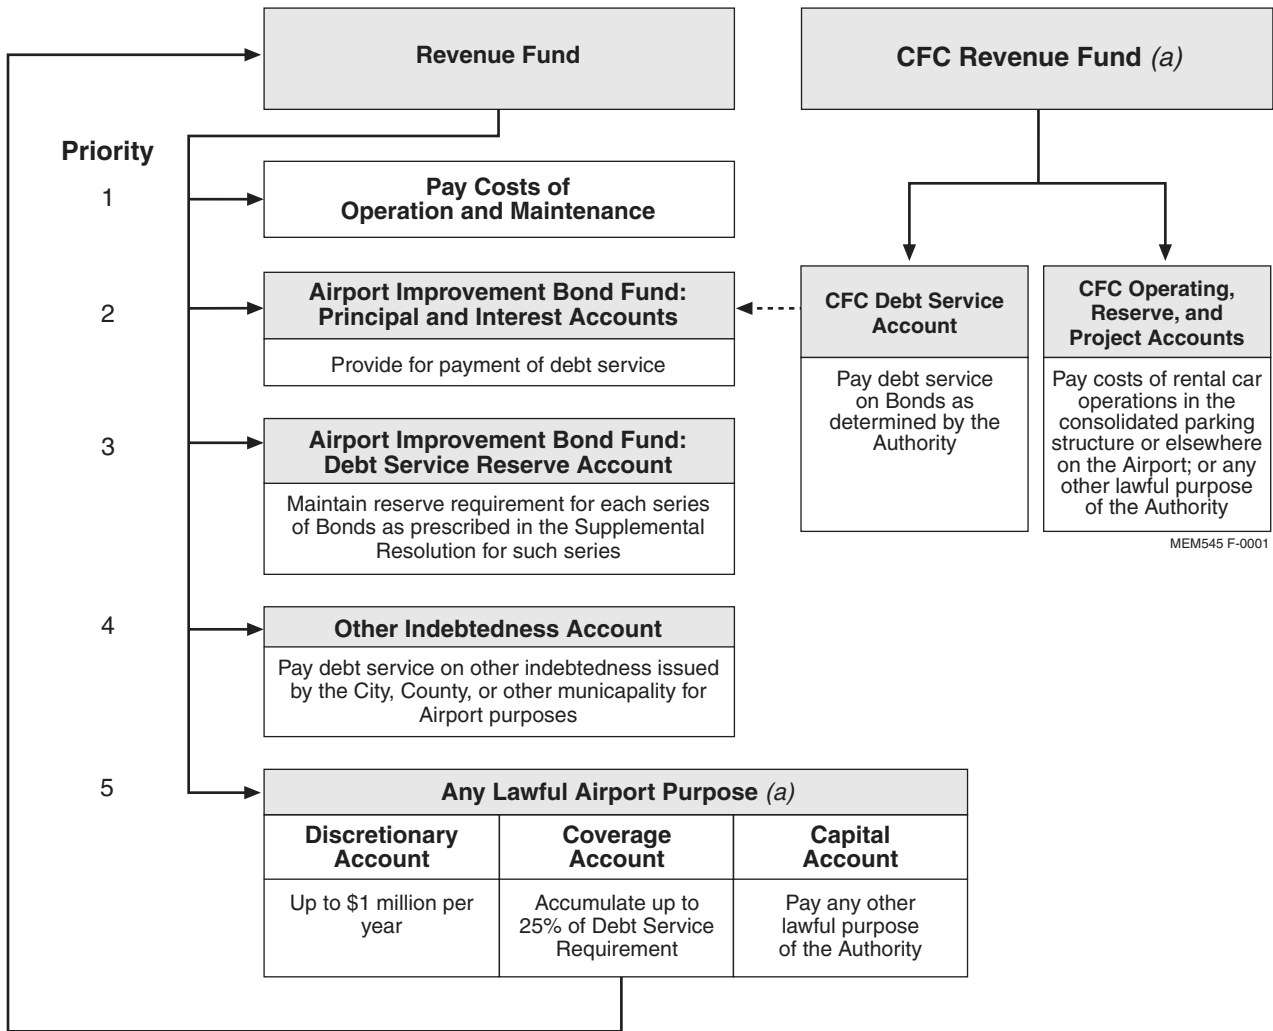 Revenue Fund
CFC Revenue Fund (a)
Priority
1
Pay Costs of
Operation and Maintenance
2
Airport Improvement Bond Fund:
Principal and Interest Accounts
Provide for payment of debt service
CFC Debt Service
Account
Pay debt service
on Bonds as
determined by the
Authority
CFC Operating,
Reserve, and
Project Accounts
Pay costs of rental car
operations in the
consolidated parking
structure or elsewhere
on the Airport; or any
other lawful purpose
of the Authority
MEM545 F-0001
3
Airport Improvement Bond Fund:
Debt Service Reserve Account
Maintain reserve requirement for each series
of Bonds as prescribed in the Supplemental
Resolution for such series
4
Other Indebtedness Account
Pay debt service on other indebtedness issued
by the City, County, or other municapality for
Airport purposes
5
Any Lawful Airport Purpose (a)
Discretionary
Account
Up to $1 million per
year
Coverage
Account
Accumulate up to
25% of Debt Service
Requirement
Capital
Account
Pay any other
lawful purpose
of the Authority